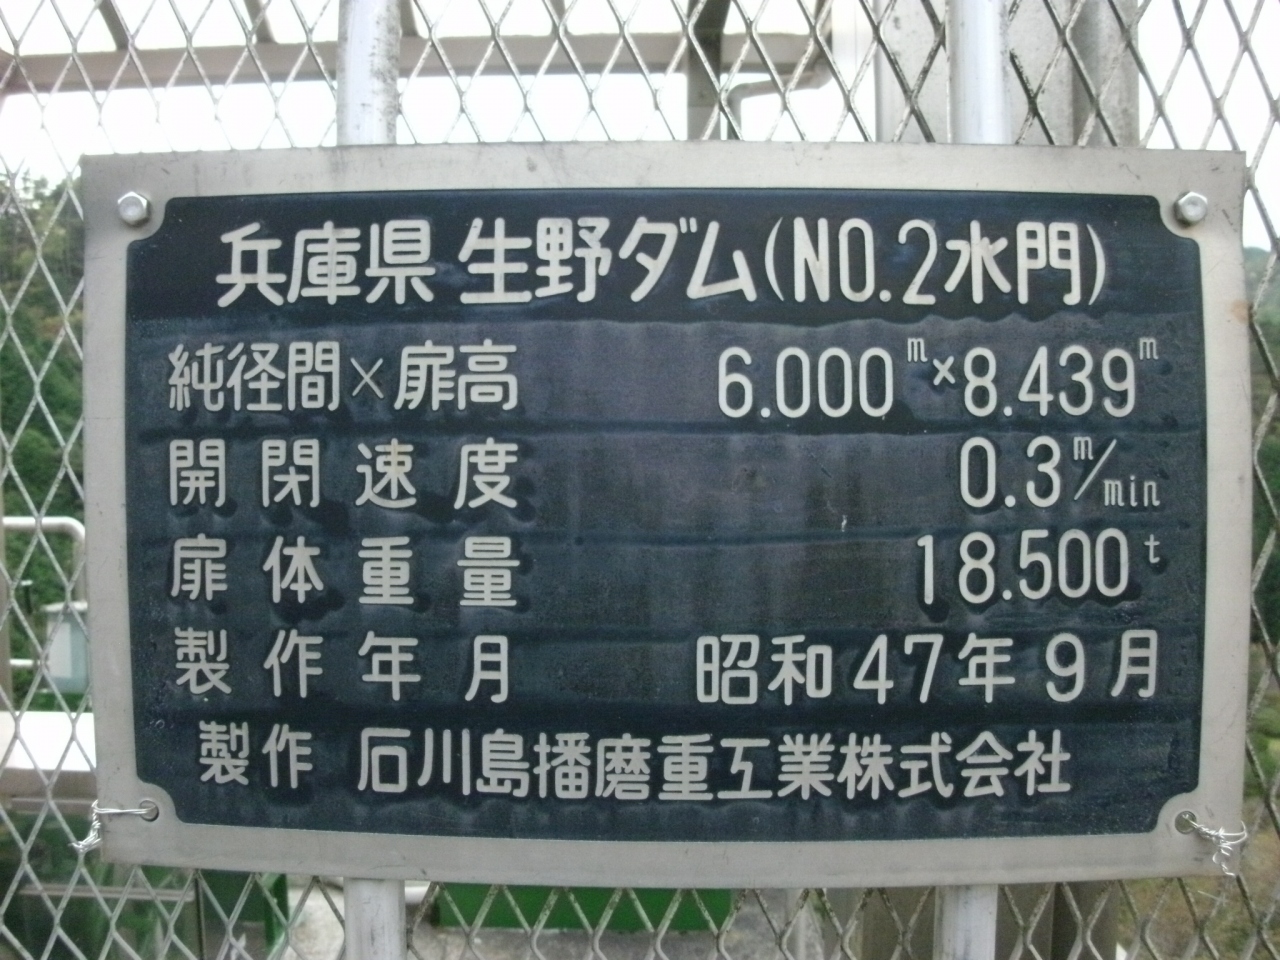 兵庫県 生野ダム(NO.2水門)
純径間×扉高 6.000m×8.439m
開閉速度 0.3m/min
扉体重量 18.500t
製作年月 昭和47年9月
製作 石川島播磨重工業株式会社